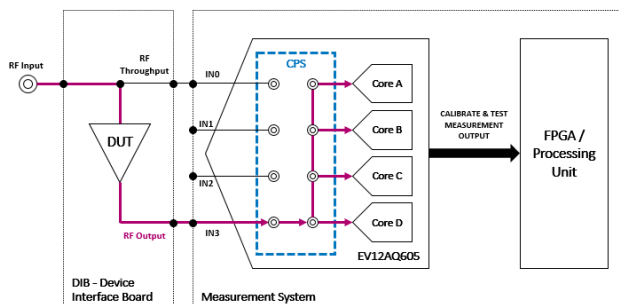 RF Input
RF
Throughput
DUT
RF Output
IN0
IN1
IN2
IN3
CPS
Core A
Core B
Core C
Core D
EV12AQ605
CALIBRATE & TEST
MEASUREMENT
OUTPUT
FPGA /
Processing
Unit
DIB - Device
Interface Board
Measurement System